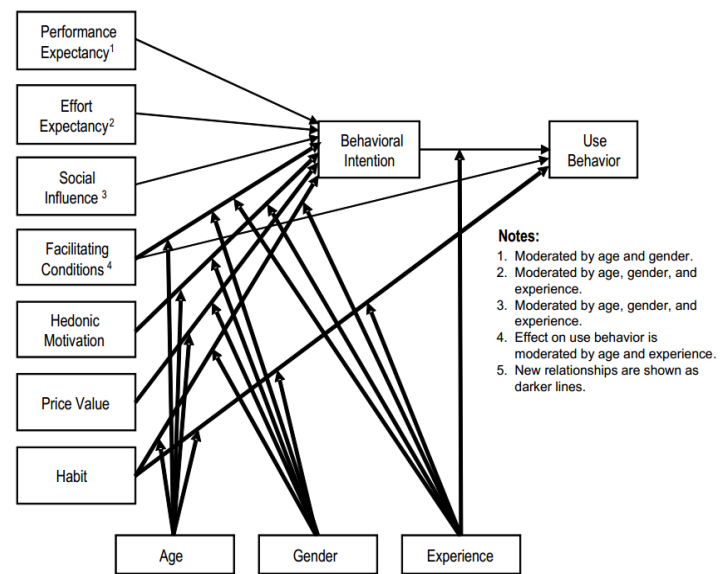 Performance
Expectancy1
Effort
Expectancy2
Social
Influence 3
Facilitating
Conditions 4
Hedonic
Motivation
Price Value
Habit
Behavioral
Intention
Use
Behavior
Notes:
1. Moderated by age and gender.
2. Moderated by age, gender, and
experience.
3. Moderated by age, gender, and
experience.
4. Effect on use behavior is
moderated by age and experience.
5. New relationships are shown as
darker lines.
Age
Gender
Experience